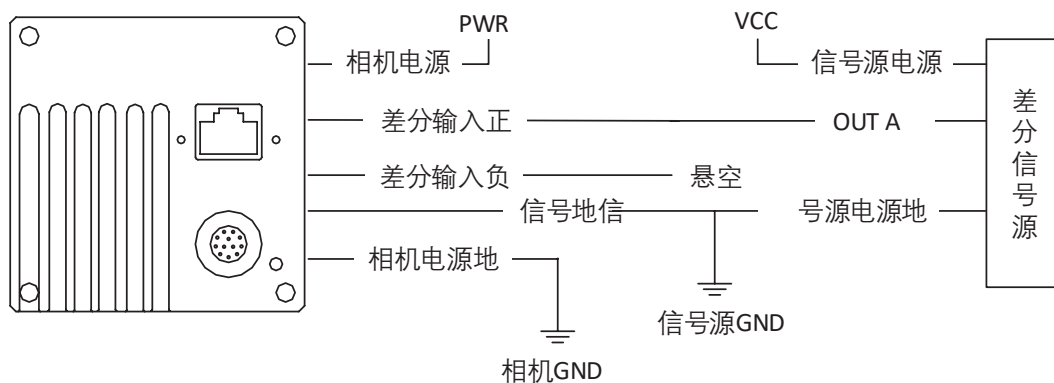 PWR
VCC
相机电源
信号源电源
差分输入正
OUT A
差分输入负
悬空
信号地信
号源电源地
相机电源地
信号源GND
相机GND
差分信号源